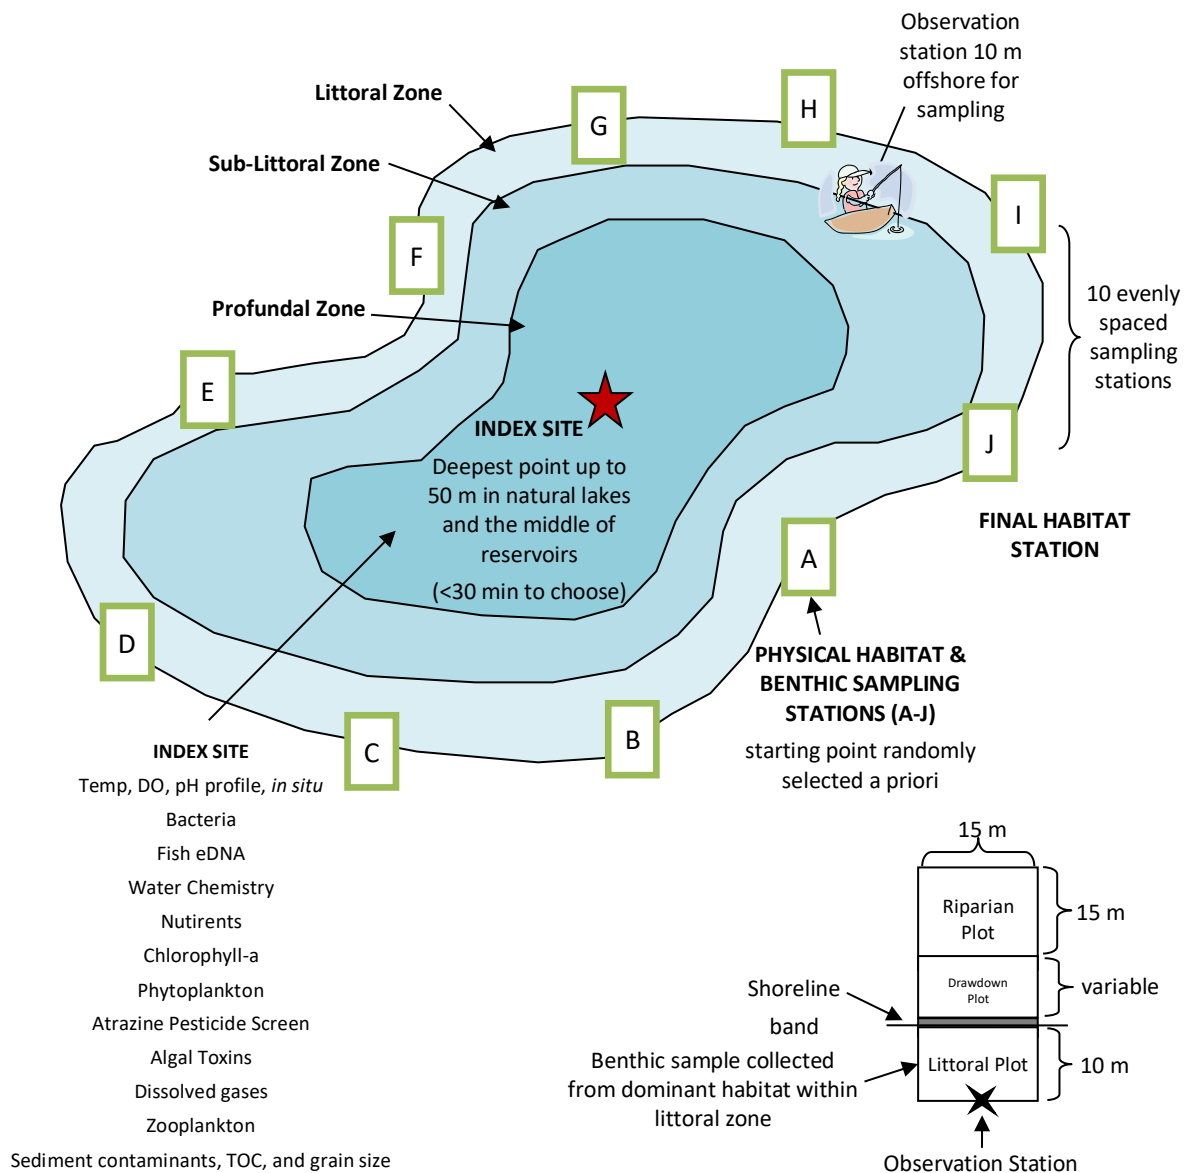 Observation
station 10 m
offshore for
sampling
Littoral Zone
H
G
Sub-Littoral Zone
I
F
Profundal Zone
10 evenly
spaced
sampling
stations
E
INDEX SITE
J
Deepest point up to
50 m in natural lakes
and the middle of
reservoirs
(<30 min to choose)
FINAL HABITAT
STATION
A
D
PHYSICAL HABITAT &
BENTHIC SAMPLING
STATIONS (A-J)
starting point randomly
selected a priori
B
C
INDEX SITE
Temp, DO, pH profile, in situ
Bacteria
Fish eDNA
Water Chemistry
Nutirents
Chlorophyll-a
Phytoplankton
Atrazine Pesticide Screen
Algal Toxins
Dissolved gases
Zooplankton
Sediment contaminants, TOC, and grain size
15 m
Riparian
Plot
15 m
Drawdown
Plot
variable
Shoreline
band
Benthic sample collected
from dominant habitat within
littoral zone
Littoral Plot
10 m
Observation Station